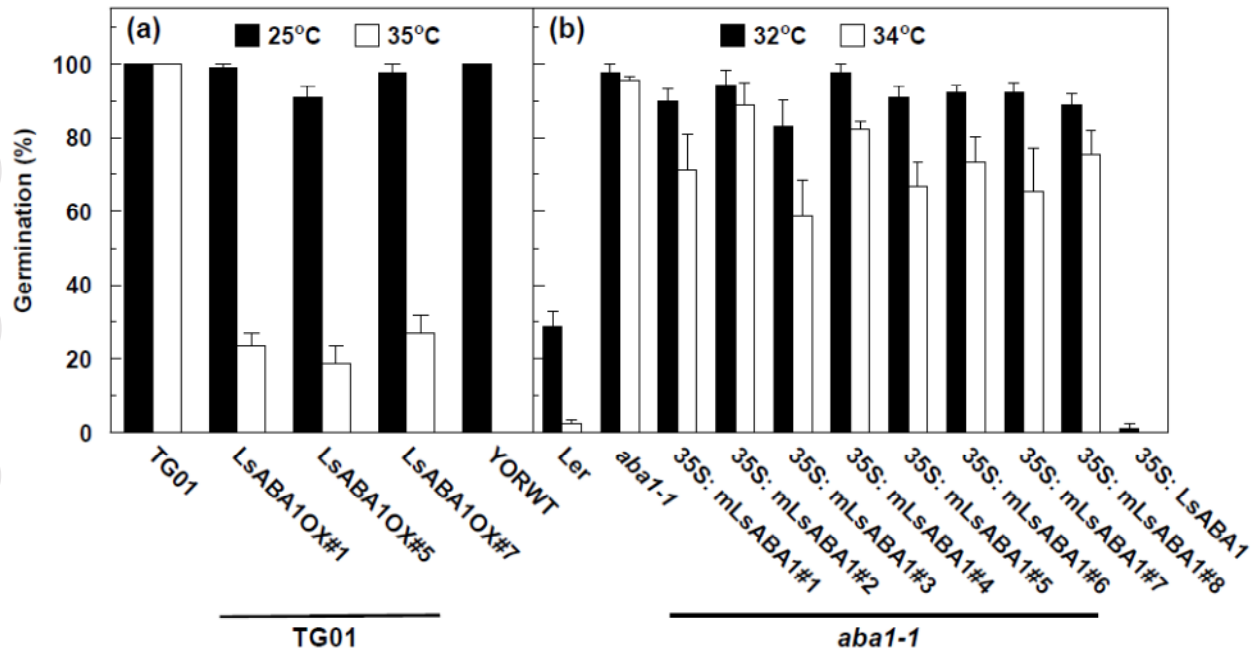 (a) 25°C 35°C
(b) 32°C 34°C
Germination (%)
100
80
60
40
20
0
TG01
LsABA1OX#1
LsABA1OX#5
LsABA1OX#7
YORWT
Ler
aba1-1
35S: mLsABA1#1
35S: mLsABA1#2
35S: mLsABA1#3
35S: mLsABA1#4
35S: mLsABA1#5
35S: mLsABA1#6
35S: mLsABA1#7
35S: mLsABA1#8
35S: LsABA1
TG01
aba1-1